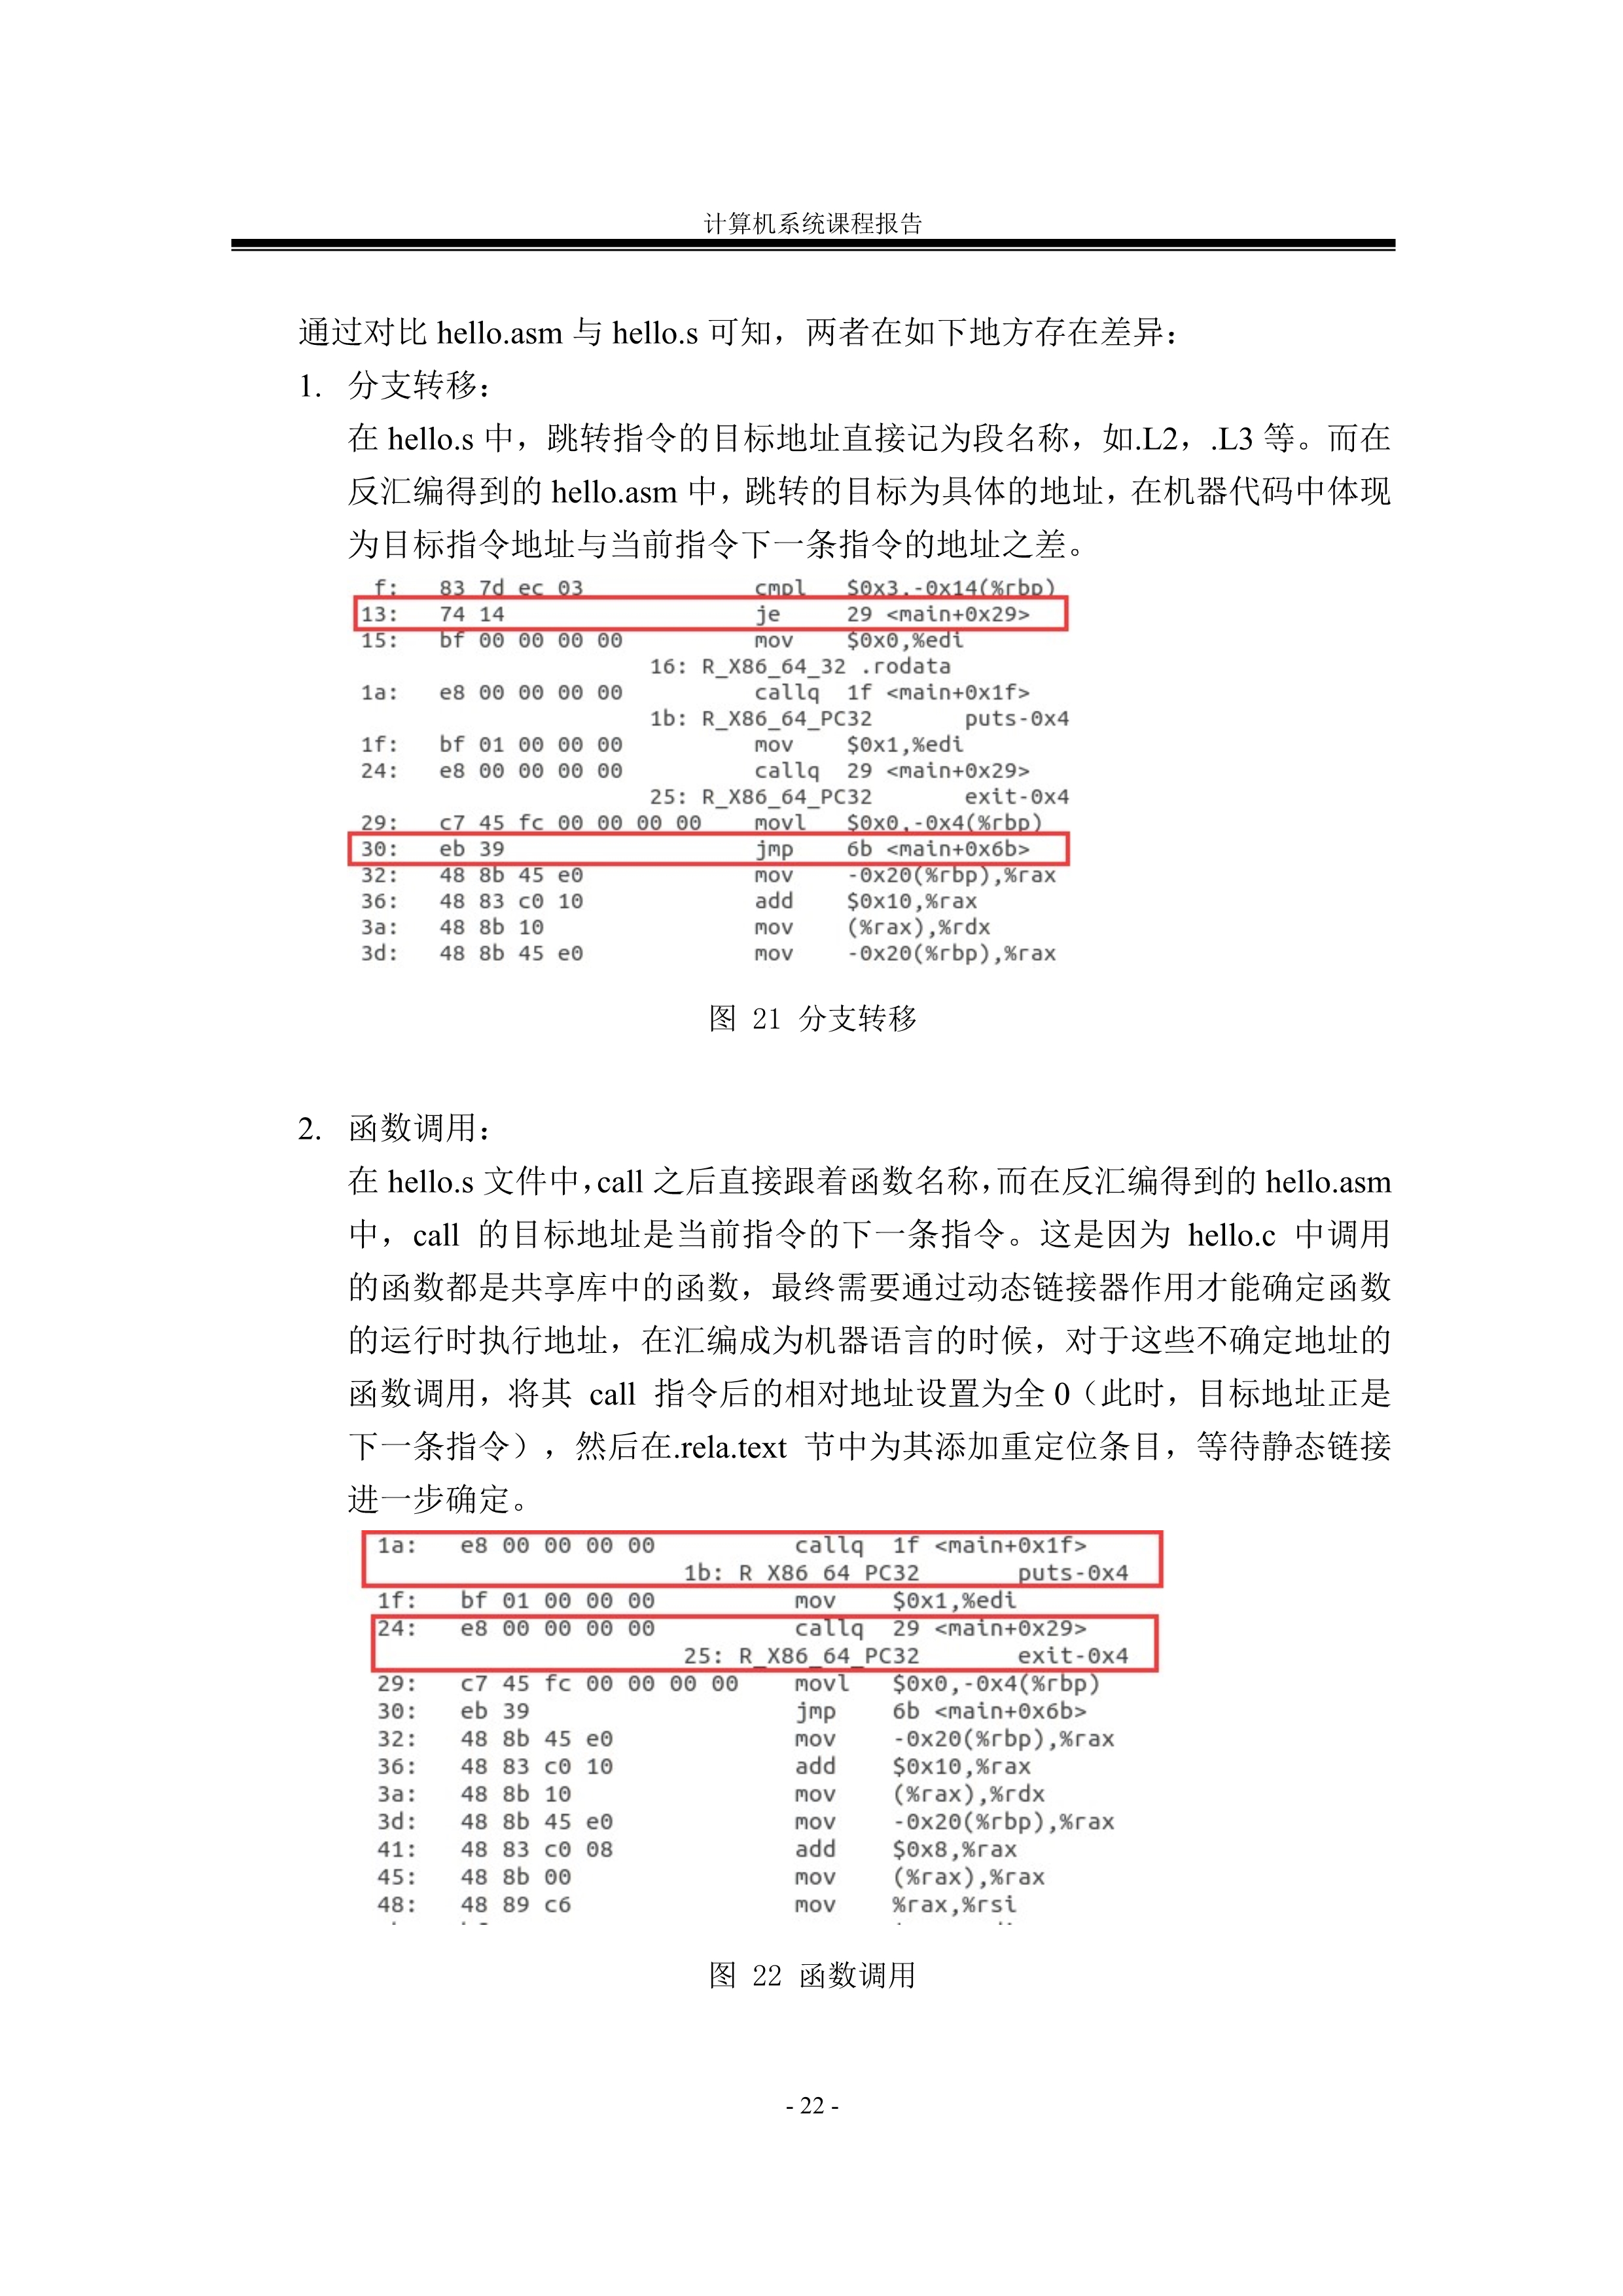 计算机系统课程报告
通过对比 hello.asm 与 hello.s 可知，两者在如下地方存在差异：
1. 分支转移：
在 hello.s 中，跳转指令的目标地址直接记为段名称，如.L2，.L3 等。而在
反汇编得到的 hello.asm 中，跳转的目标为具体的地址，在机器代码中体现
为目标指令地址与当前指令下一条指令的地址之差。
f: 83 7d ec 03 cmpl $0x3,-0x14(%rbp)
13: 74 14 je 29 <main+0x29>
15: bf 00 00 00 00 mov $0x0,%edi
16: R_X86_64_32 .rodata
1a: e8 00 00 00 00 callq 1f <main+0x1f>
1b: R_X86_64_PC32 puts-0x4
1f: bf 01 00 00 00 mov $0x1,%edi
24: e8 00 00 00 00 callq 29 <main+0x29>
25: R_X86_64_PC32 exit-0x4
29: c7 45 fc 00 00 00 00 movl $0x0,-0x4(%rbp)
30: eb 39 jmp 6b <main+0x6b>
32: 48 8b 45 e0 mov -0x20(%rbp),%rax
36: 48 83 c0 10 add $0x10,%rax
3a: 48 8b 10 mov (%rax),%rdx
3d: 48 8b 45 e0 mov -0x20(%rbp),%rax
图 21 分支转移
2. 函数调用：
在 hello.s 文件中，call 之后直接跟着函数名称，而在反汇编得到的 hello.asm
中，call 的目标地址是当前指令的下一条指令。这是因为 hello.c 中调用
的函数都是共享库中的函数，最终需要通过动态链接器作用才能确定函数
的运行时执行地址，在汇编成为机器语言的时候，对于这些不确定地址的
函数调用，将其 call 指令后的相对地址设置为全 0（此时，目标地址正是
下一条指令），然后在.rela.text 节中为其添加重定位条目，等待静态链接
进一步确定。
1a: e8 00 00 00 00 callq 1f <main+0x1f>
1b: R_X86_64_PC32 puts-0x4
1f: bf 01 00 00 00 mov $0x1,%edi
24: e8 00 00 00 00 callq 29 <main+0x29>
25: R_X86_64_PC32 exit-0x4
29: c7 45 fc 00 00 00 00 movl $0x0,-0x4(%rbp)
30: eb 39 jmp 6b <main+0x6b>
32: 48 8b 45 e0 mov -0x20(%rbp),%rax
36: 48 83 c0 10 add $0x10,%rax
3a: 48 8b 10 mov (%rax),%rdx
3d: 48 8b 45 e0 mov -0x20(%rbp),%rax
41: 48 83 c0 08 add $0x8,%rax
45: 48 8b 00 mov (%rax),%rax
48: 48 89 c6 mov %rax,%rsi
图 22 函数调用
- 22 -